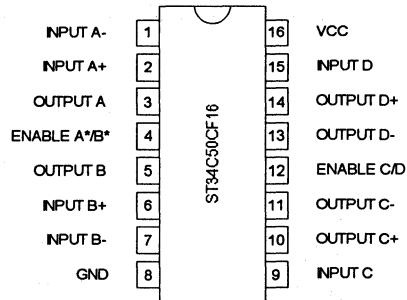 INPUT A- 1 16 VCC
INPUT A+ 2 15 INPUT D
OUTPUT A 3 14 OUTPUT D+
ENABLE A*/B* 4 13 OUTPUT D-
OUTPUT B 5 12 ENABLE C/D
INPUT B+ 6 11 OUTPUT C-
INPUT B- 7 10 OUTPUT C+
GND 8 9 INPUT C
ST34C50CF16